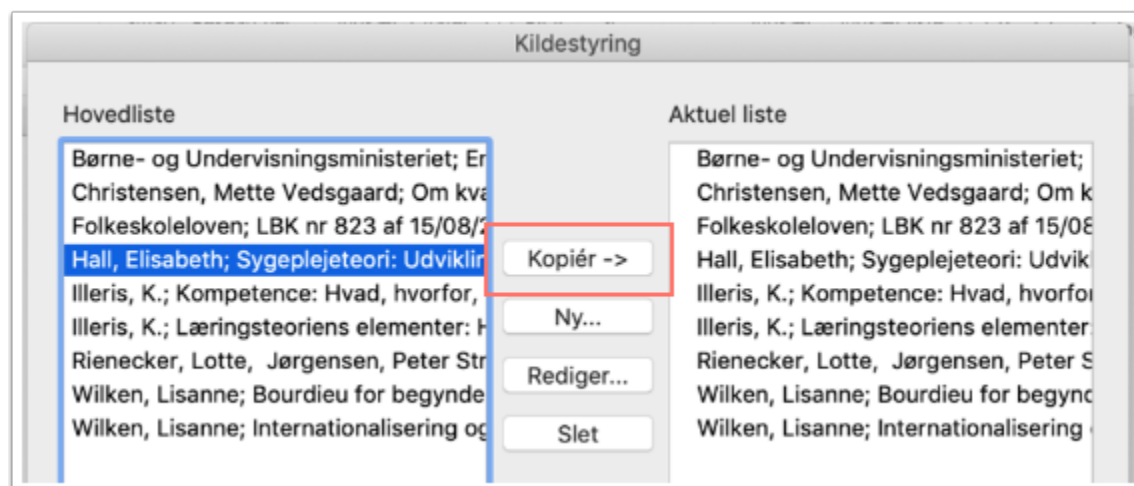 Kildestyring
Hovedliste
Børne- og Undervisningsministeriet; Er
Christensen, Mette Vedsgaard; Om kva
Folkeskoleloven; LBK nr 823 af 15/08/2
Hall, Elisabeth; Sygeplejeteori: Udviklin
Illeris, K.; Kompetence: Hvad, hvorfor,
Illeris, K.; Læringsteoriens elementer: H
Rienecker, Lotte, Jørgensen, Peter Str
Wilken, Lisanne; Bourdieu for begynde
Wilken, Lisanne; Internationalisering og
Kopiér ->
Ny...
Rediger...
Slet
Aktuel liste
Børne- og Undervisningsministeriet;
Christensen, Mette Vedsgaard; Om k
Folkeskoleloven; LBK nr 823 af 15/08
Hall, Elisabeth; Sygeplejeteori: Udvik
Illeris, K.; Kompetence: Hvad, hvorfor
Illeris, K.; Læringsteoriens elementer:
Rienecker, Lotte, Jørgensen, Peter S
Wilken, Lisanne; Bourdieu for begynd
Wilken, Lisanne; Internationalisering